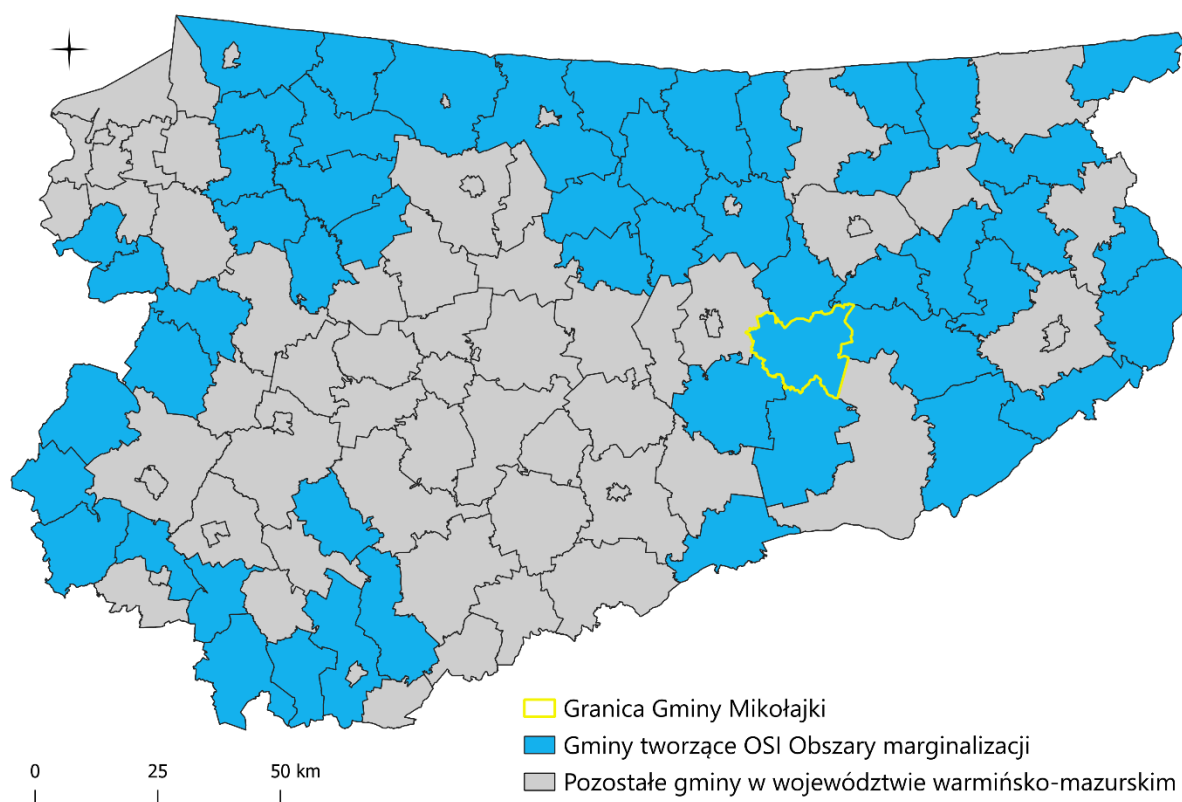 Granica Gminy Mikołajki
Gminy tworzące OSI Obszary marginalizacji
Pozostałe gminy w województwie warmińsko-mazurskim
0 25 50 km